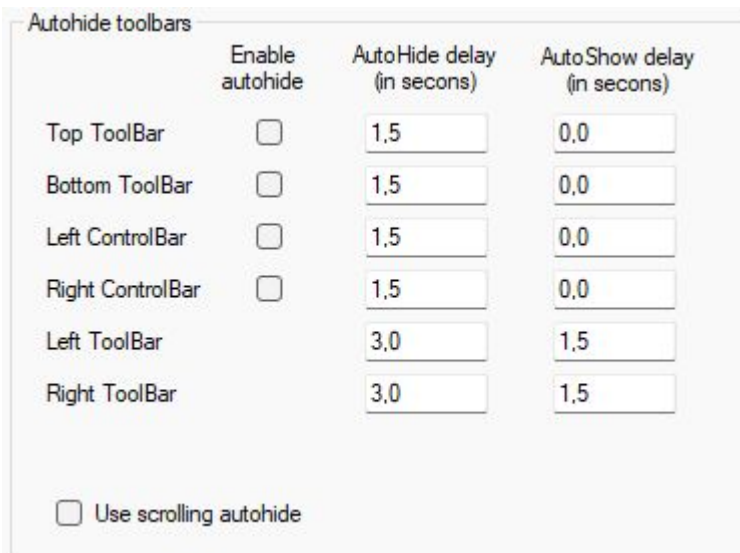 Autohide toolbars
Enable autohide AutoHide delay (in secons) AutoShow delay (in secons)
Top ToolBar 1,5 0,0
Bottom ToolBar 1,5 0,0
Left ControlBar 1,5 0,0
Right ControlBar 1,5 0,0
Left ToolBar 3,0 1,5
Right ToolBar 3,0 1,5
Use scrolling autohide